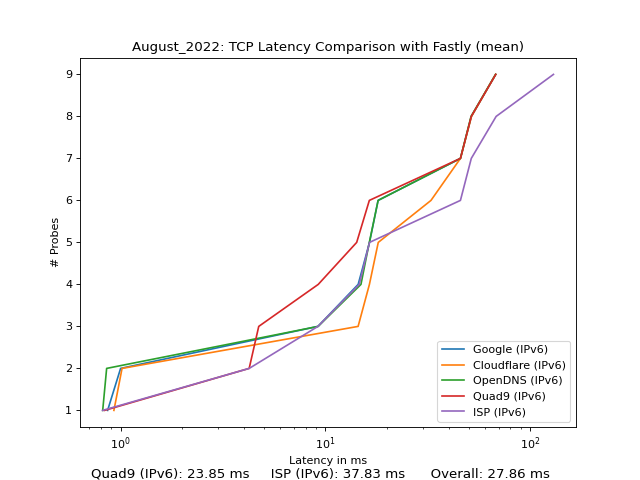 August_2022: TCP Latency Comparison with Fastly (mean)
9
8
7
6
5
4
3
2
1
# Probes
Google (IPv6)
Cloudflare (IPv6)
OpenDNS (IPv6)
Quad9 (IPv6)
ISP (IPv6)
10⁰ 10¹ 10²
Latency in ms
Quad9 (IPv6): 23.85 ms ISP (IPv6): 37.83 ms Overall: 27.86 ms